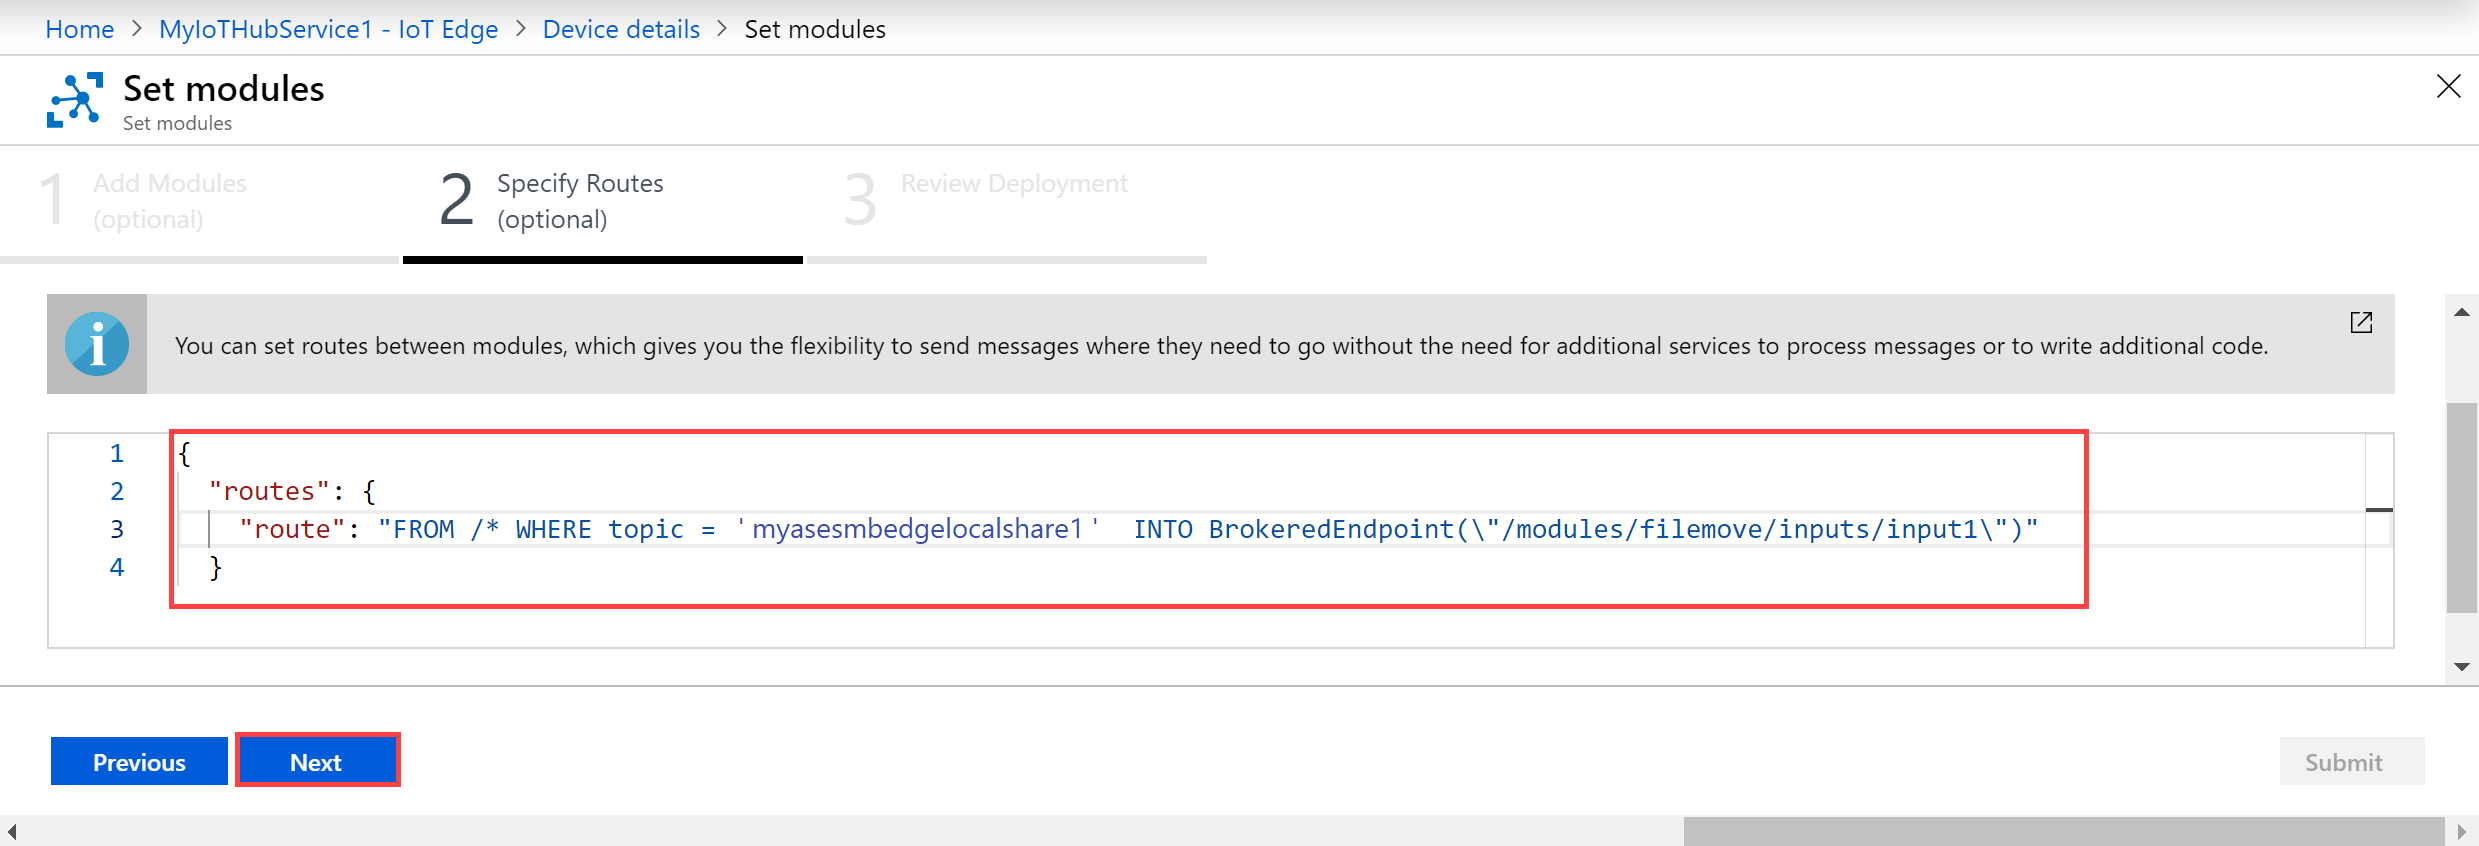 Home > MyIoTHubService1 - IoT Edge > Device details > Set modules
Set modules
Set modules
1 Add Modules
(optional)
2 Specify Routes
(optional)
3 Review Deployment
You can set routes between modules, which gives you the flexibility to send messages where they need to go without the need for additional services to process messages or to write additional code.
1 {
2 "routes": {
3 "route": "FROM /* WHERE topic = 'myasesmbedgelocalshare1' INTO BrokeredEndpoint(\"/modules/filemove/inputs/input1\")"
4 }
Previous Next Submit